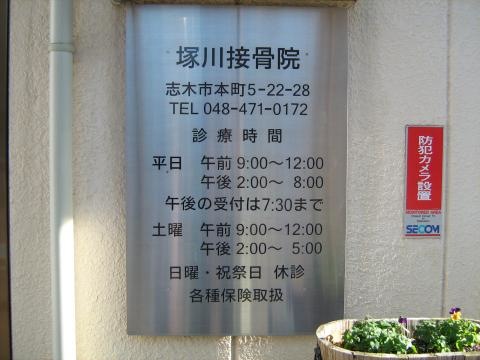 塚川接骨院
志木市本町5-22-28
TEL 048-471-0172
診療時間
平日 午前 9:00〜12:00
午後 2:00〜 8:00
午後の受付は7:30まで
土曜 午前 9:00〜12:00
午後 2:00〜 5:00
日曜・祝祭日 休診
各種保険取扱
防犯カメラ設置
MONITORED AREA
SECOM